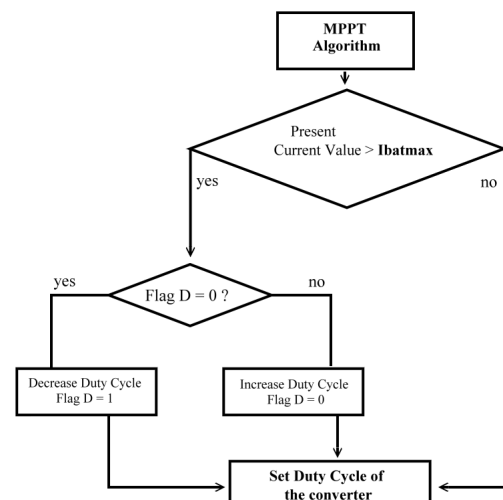 MPPT
Algorithm
Present
Current Value > Ibatmax
yes
no
yes
Flag D = 0 ?
no
Decrease Duty Cycle
Flag D = 1
Increase Duty Cycle
Flag D = 0
Set Duty Cycle of
the converter